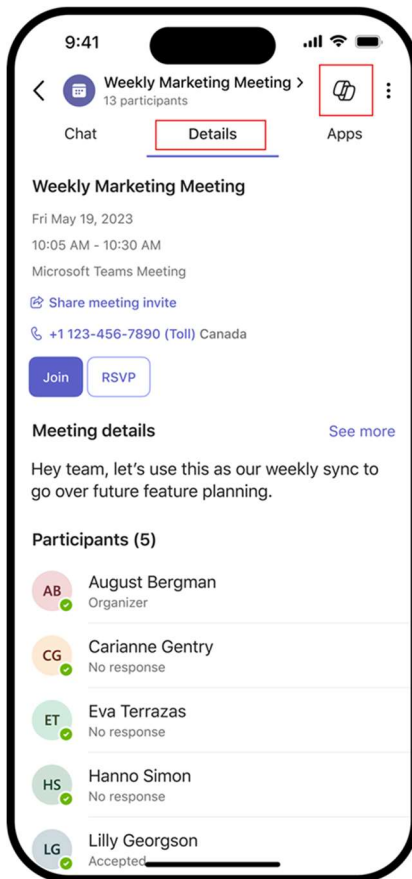 9:41
Weekly Marketing Meeting >
13 participants
Chat Details Apps
Weekly Marketing Meeting
Fri May 19, 2023
10:05 AM - 10:30 AM
Microsoft Teams Meeting
Share meeting invite
+1 123-456-7890 (Toll) Canada
Join RSVP
Meeting details See more
Hey team, let's use this as our weekly sync to
go over future feature planning.
Participants (5)
AB August Bergman
Organizer
CG Carianne Gentry
No response
ET Eva Terrazas
No response
HS Hanno Simon
No response
LG Lilly Georgson
Accepted